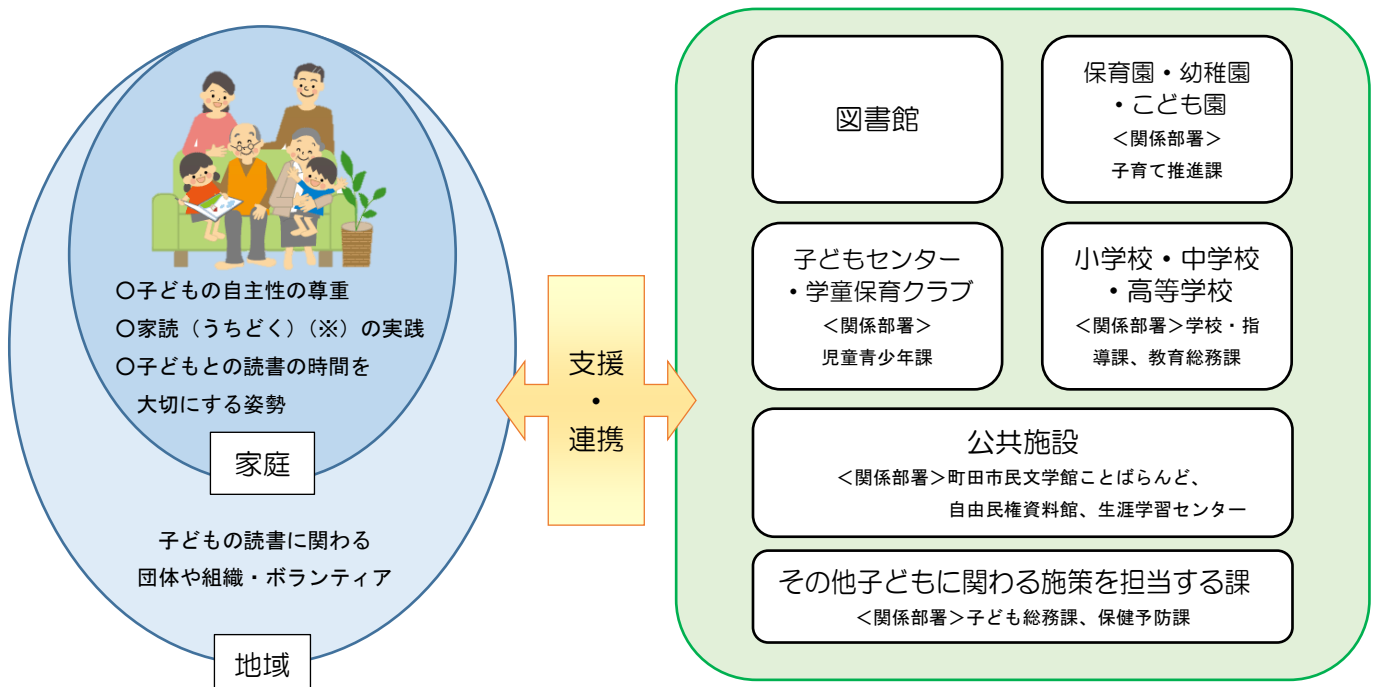 〇子どもの自主性の尊重
〇家読（うちどく）（※）の実践
〇子どもとの読書の時間を
大切にする姿勢
家庭
子どもの読書に関わる
団体や組織・ボランティア
地域
支援
・
連携
図書館
保育園・幼稚園
・こども園
＜関係部署＞
子育て推進課
子どもセンター
・学童保育クラブ
＜関係部署＞
児童青少年課
小学校・中学校
・高等学校
＜関係部署＞学校・指
導課、教育総務課
公共施設
＜関係部署＞町田市民文学館ことばらんど、
自由民権資料館、生涯学習センター
その他子どもに関わる施策を担当する課
＜関係部署＞子ども総務課、保健予防課